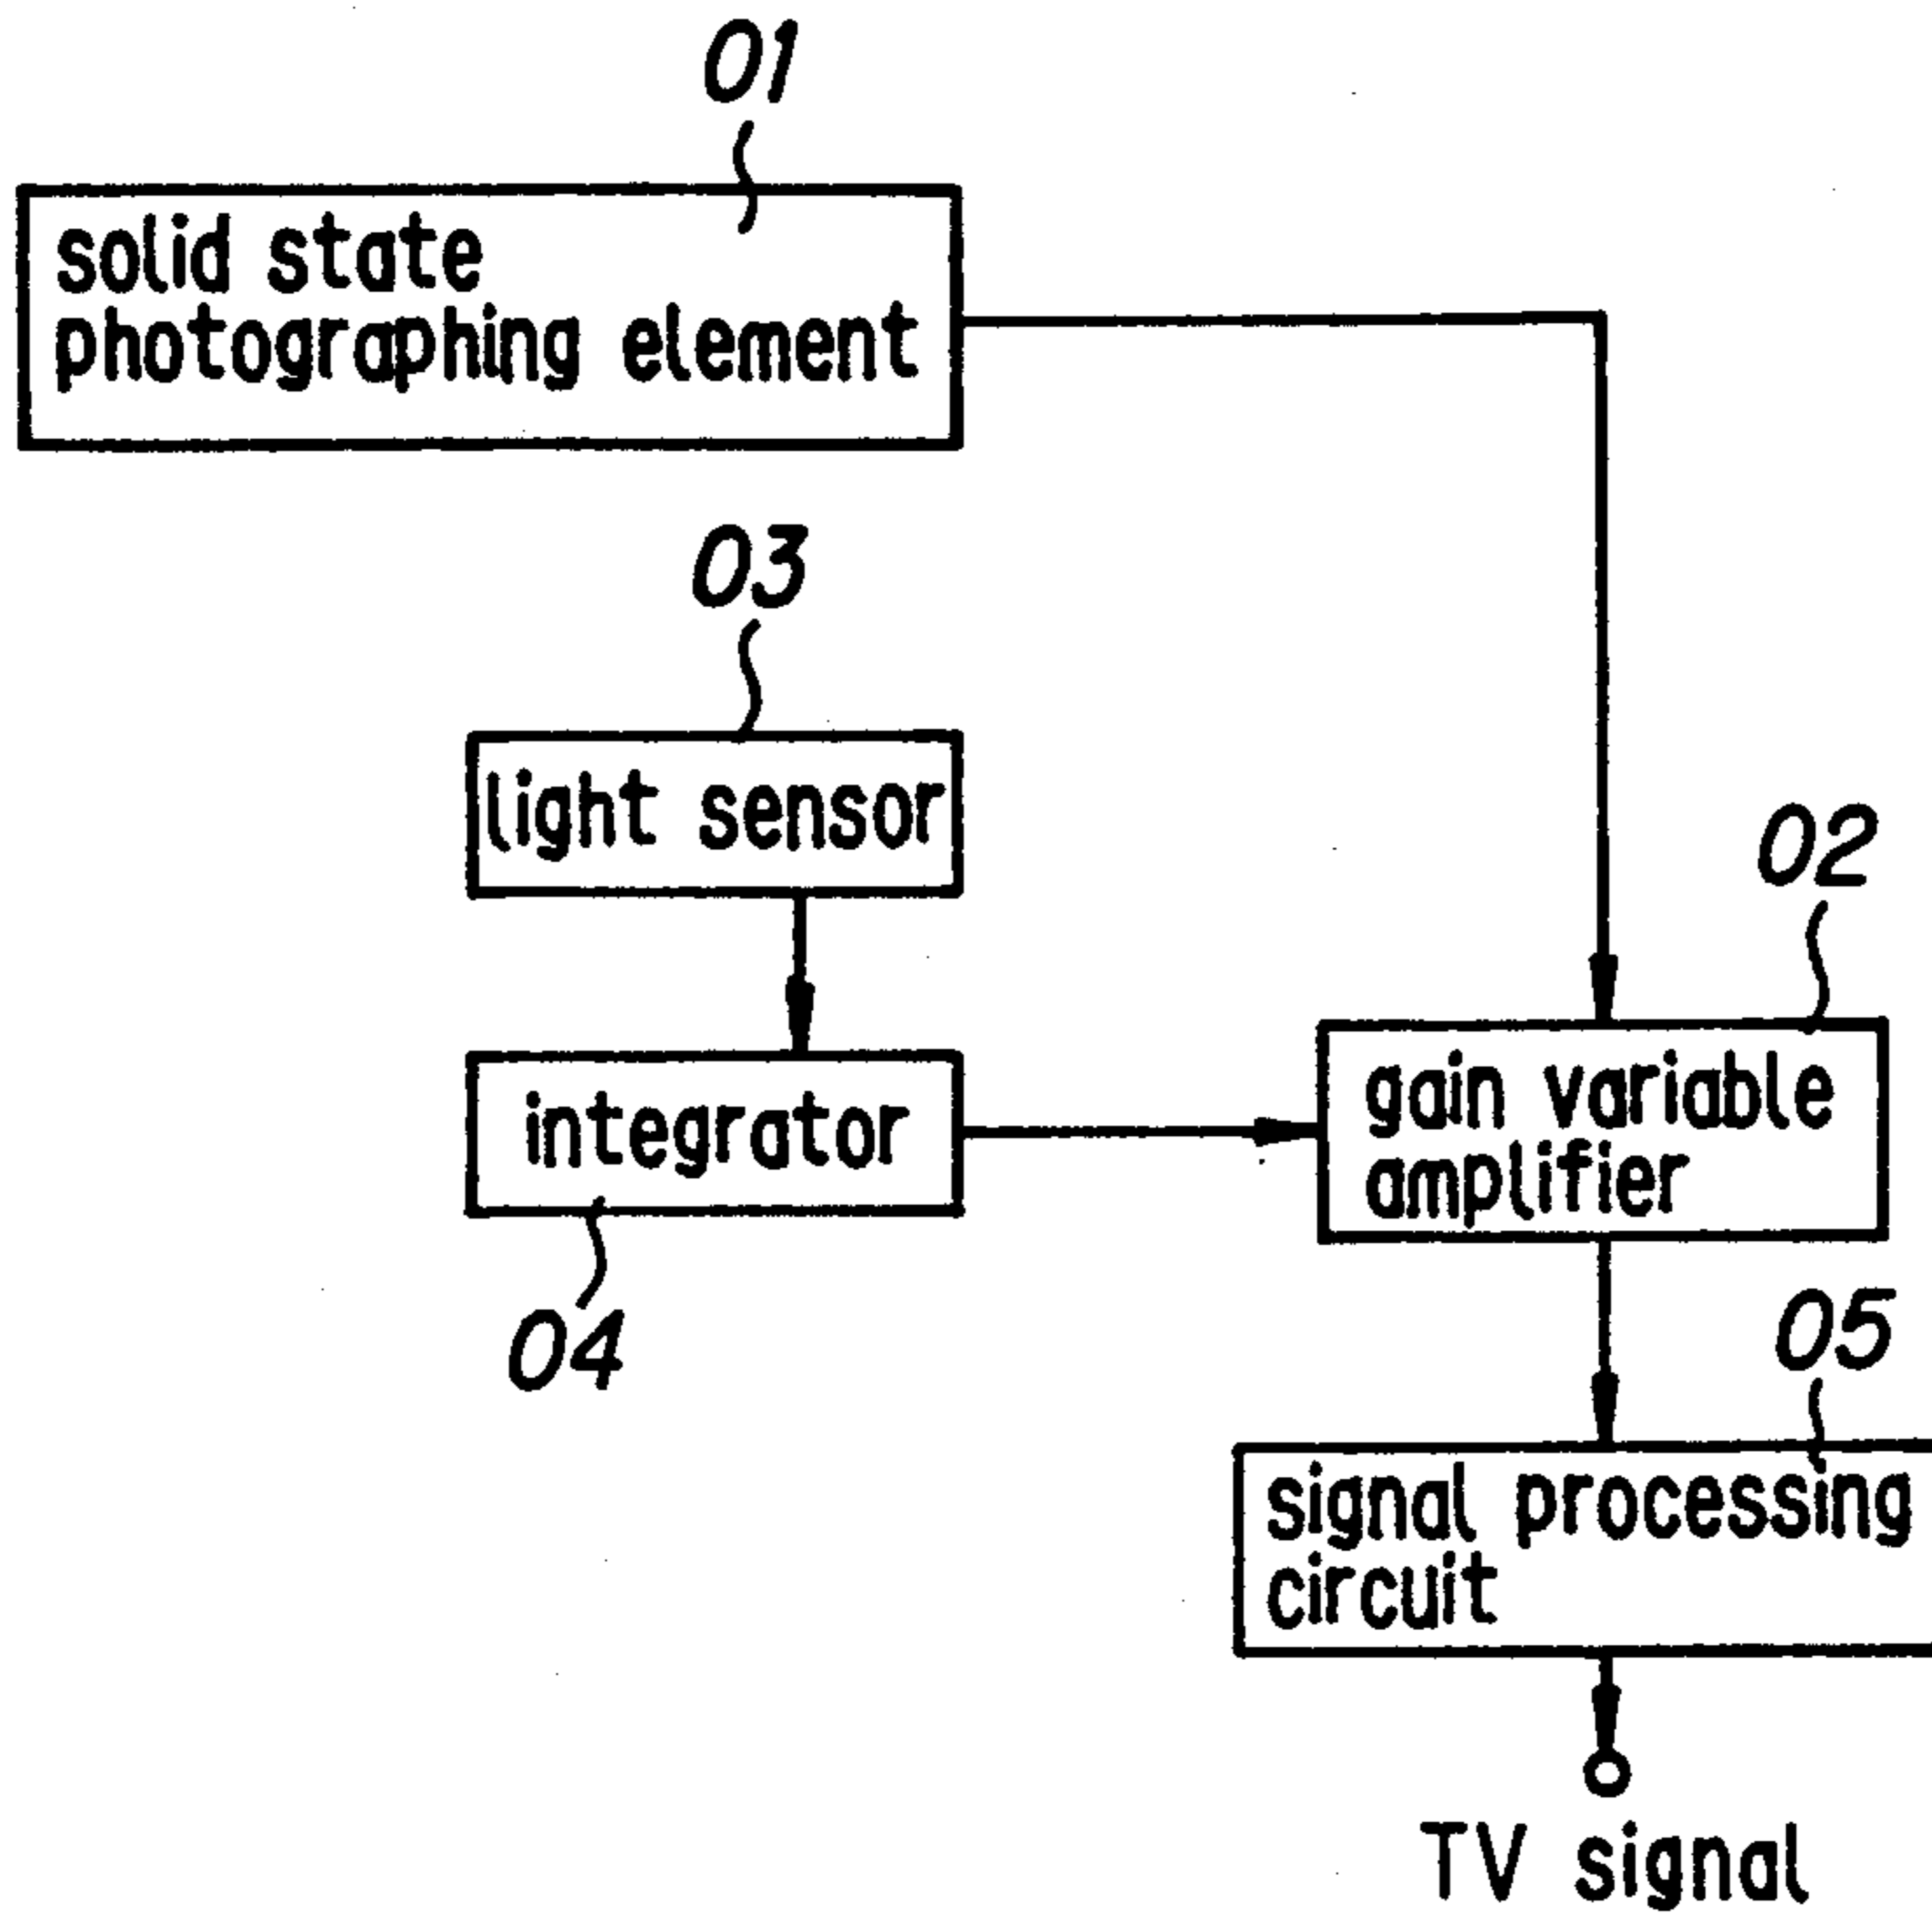 01
solid state
photographing element
03
light sensor
02
integrator
gain variable
amplifier
04
05
signal processing
circuit
TV signal